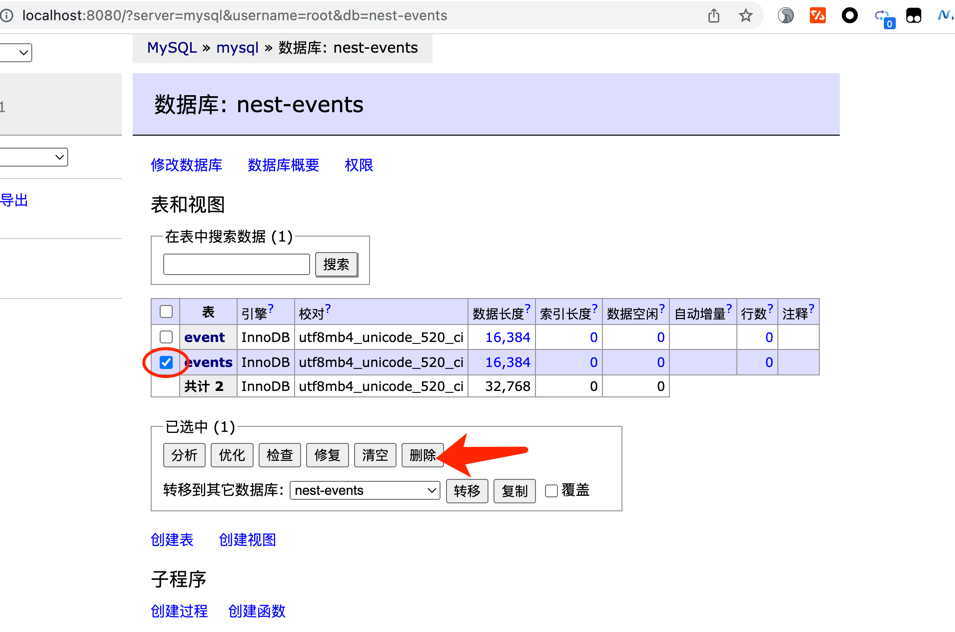 localhost:8080/?server=mysql&username=root&db=nest-events
0
MySQL » mysql » 数据库: nest-events
1
导出
数据库: nest-events
修改数据库 数据库概要 权限
表和视图
在表中搜索数据 (1)
搜索
表 引擎? 校对? 数据长度? 索引长度? 数据空闲? 自动增量? 行数? 注释?
event InnoDB utf8mb4_unicode_520_ci 16,384 0 0 0
events InnoDB utf8mb4_unicode_520_ci 16,384 0 0 0
共计 2 InnoDB utf8mb4_unicode_520_ci 32,768 0 0
已选中 (1)
分析 优化 检查 修复 清空 删除
转移到其它数据库: nest-events 转移 复制 覆盖
创建表 创建视图
子程序
创建过程 创建函数